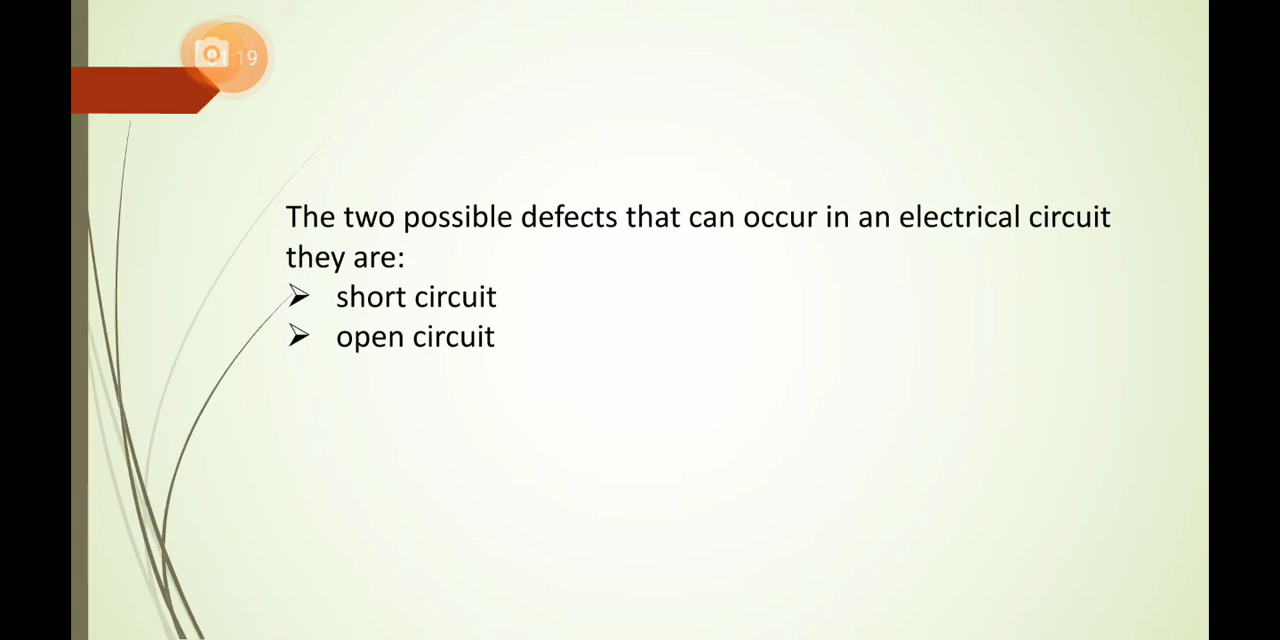 The two possible defects that can occur in an electrical circuit
they are:
➢ short circuit
➢ open circuit